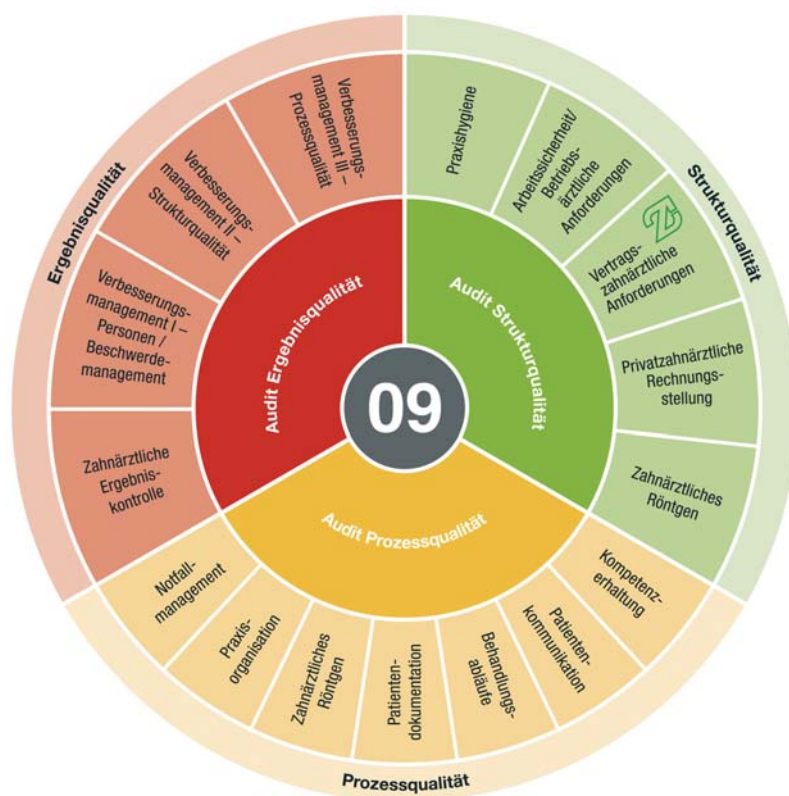 Ergebnisqualität
Strukturqualität
Prozessqualität
Verbesserungs-
management III –
Prozessqualität
Verbesserungs-
management II –
Strukturqualität
Verbesserungs-
management I –
Personen /
Beschwerde-
management
Zahnärztliche
Ergebnis-
kontrolle
Praxishygiene
Arbeitssicherheit/
Betriebs-
ärztliche
Anforderungen
Vertrags-
zahnärztliche
Anforderungen
Privatzahnärztliche
Rechnungs-
stellung
Zahnärztliches
Röntgen
Notfall-
management
Praxis-
organisation
Zahnärztliches
Röntgen
Patienten-
dokumentation
Behandlungs-
abläufe
Patienten-
kommunikation
Kompetenz-
erhaltung
Audit Ergebnisqualität
Audit Strukturqualität
Audit Prozessqualität
09